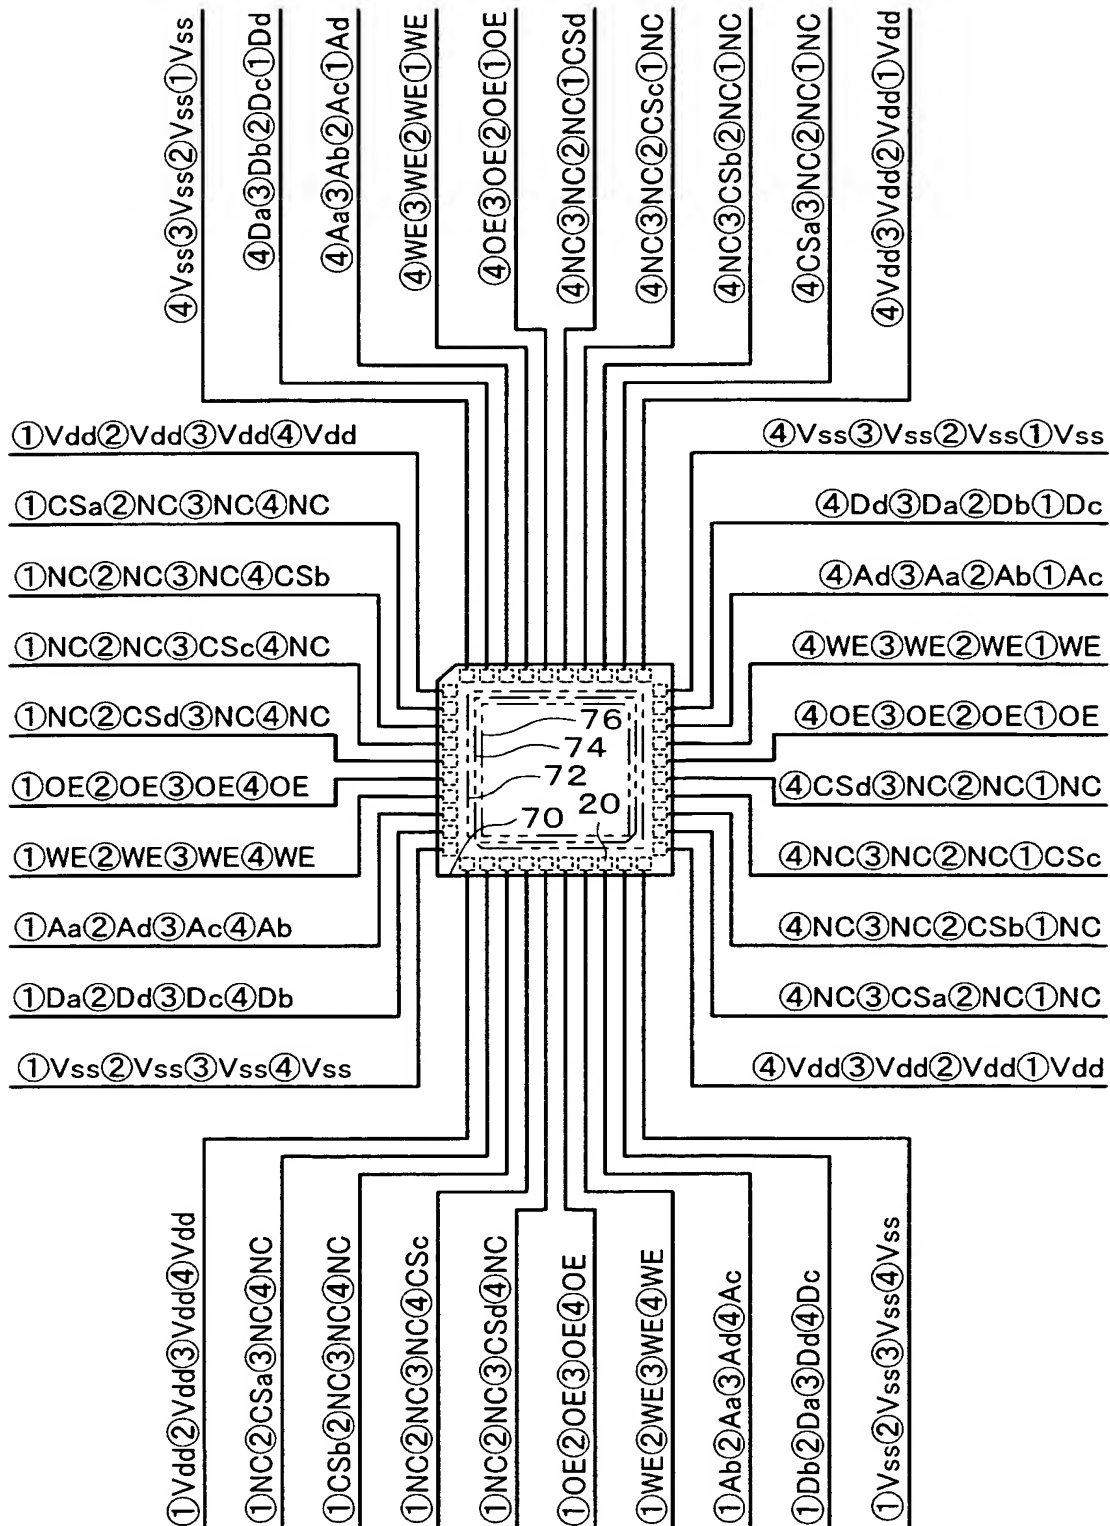 ④Vss③Vss②Vss①Vss
④Da③Db②Dc①Dd
④Aa③Ab②Ac①Ad
④WE③WE②WE①WE
④OE③OE②OE①OE
④NC③NC②NC①CSd
④NC③NC②CSc①NC
④NC③CSb②NC①NC
④CSa③NC②NC①NC
④Vdd③Vdd②Vdd①Vdd
①Vdd②Vdd③Vdd④Vdd
①CSa②NC③NC④NC
①NC②NC③NC④CSb
①NC②NC③CSc④NC
①NC②CSd③NC④NC
①OE②OE③OE④OE
①WE②WE③WE④WE
①Aa②Ad③Ac④Ab
①Da②Dd③Dc④Db
①Vss②Vss③Vss④Vss
76
74
72
70
20
④Vss③Vss②Vss①Vss
④Dd③Da②Db①Dc
④Ad③Aa②Ab①Ac
④WE③WE②WE①WE
④OE③OE②OE①OE
④CSd③NC②NC①NC
④NC③NC②NC①CSc
④NC③NC②CSb①NC
④NC③CSa②NC①NC
④Vdd③Vdd②Vdd①Vdd
①Vdd②Vdd③Vdd④Vdd
①NC②CSa③NC④NC
①CSb②NC③NC④NC
①NC②NC③NC④CSc
①NC②NC③CSd④NC
①OE②OE③OE④OE
①WE②WE③WE④WE
①Ab②Aa③Ad④Ac
①Db②Da③Dd④Dc
①Vss②Vss③Vss④Vss